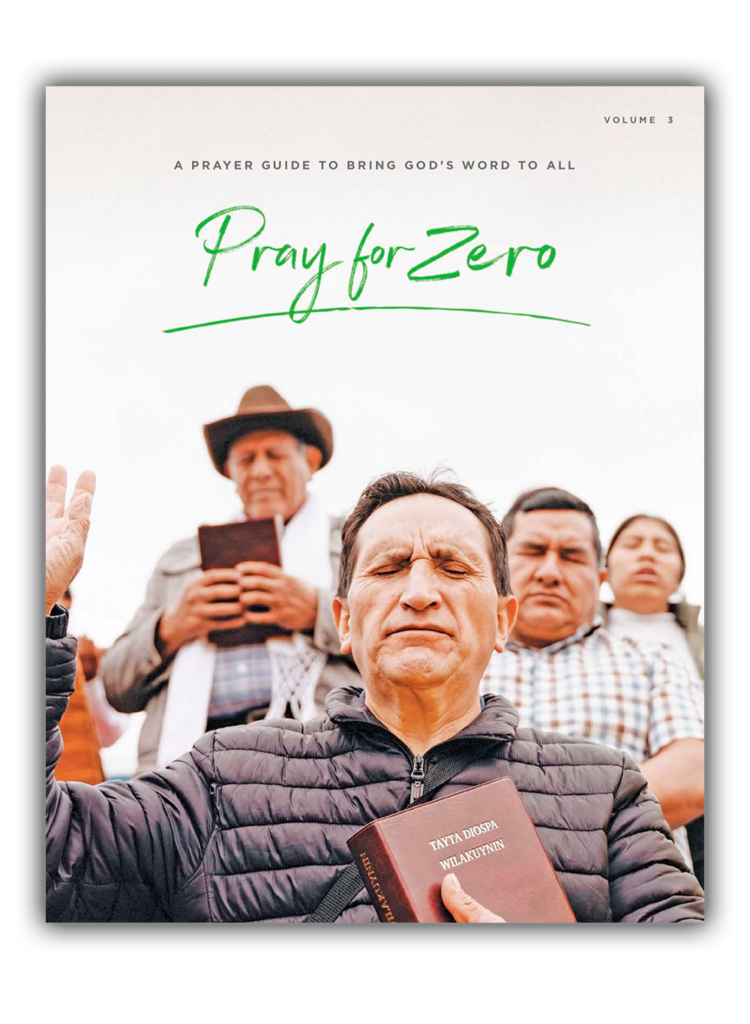 VOLUME 3
A PRAYER GUIDE TO BRING GOD'S WORD TO ALL
Pray for Zero
TAYTA DIOSPA
WILAKUYNIN